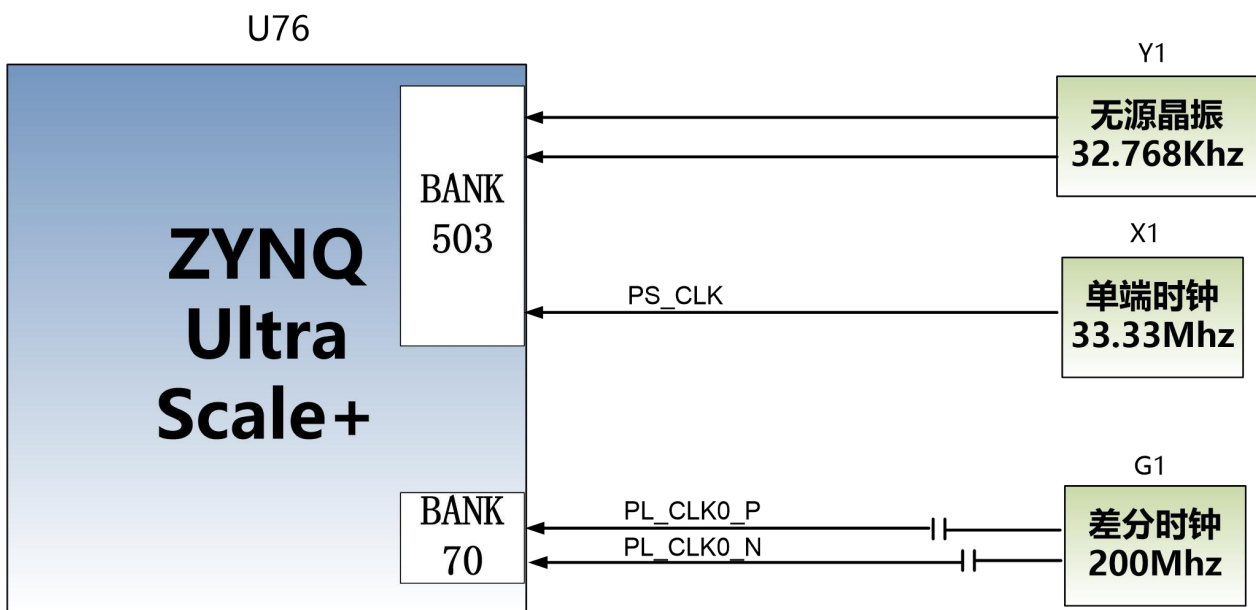 U76
ZYNQ
Ultra
Scale+
BANK
503
BANK
70
Y1
无源晶振
32.768Khz
X1
PS_CLK
单端时钟
33.33Mhz
G1
PL_CLK0_P
PL_CLK0_N
差分时钟
200Mhz